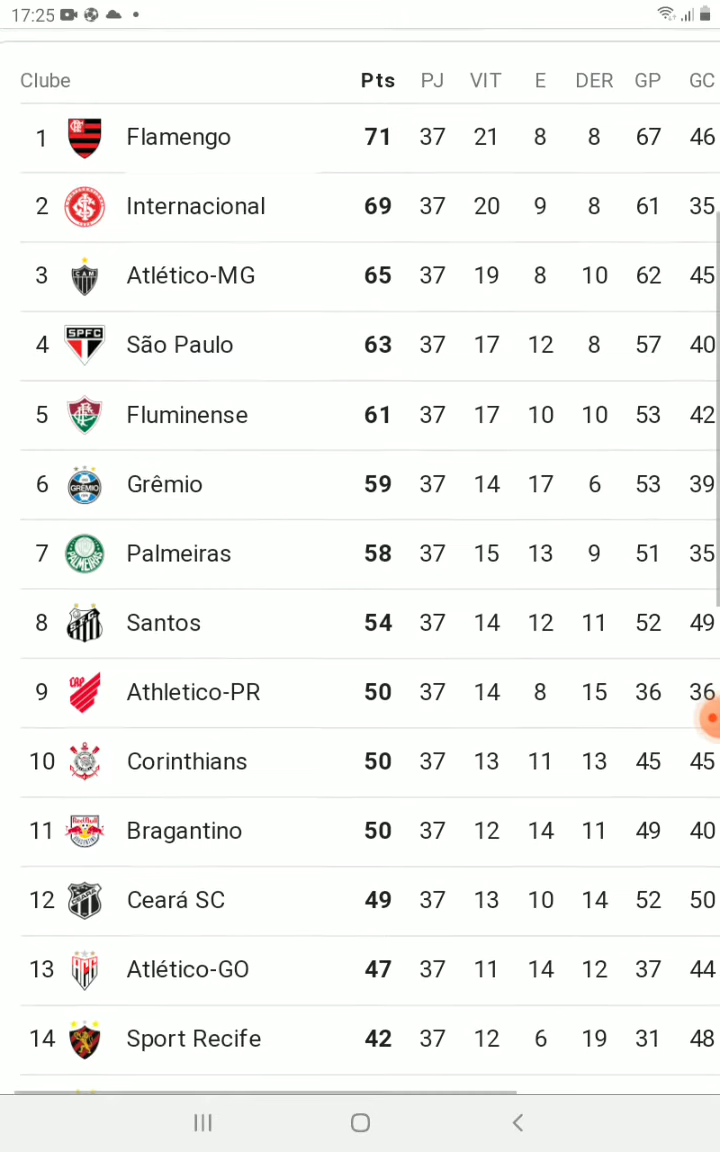 17:25
Clube Pts PJ VIT E DER GP GC
1 Flamengo 71 37 21 8 8 67 46
2 Internacional 69 37 20 9 8 61 35
3 Atlético-MG 65 37 19 8 10 62 45
4 SPFC São Paulo 63 37 17 12 8 57 40
5 Fluminense 61 37 17 10 10 53 42
6 GRÊMIO Grêmio 59 37 14 17 6 53 39
7 PALMEIRAS Palmeiras 58 37 15 13 9 51 35
8 Santos 54 37 14 12 11 52 49
9 CAP Athletico-PR 50 37 14 8 15 36 36
10 Corinthians 50 37 13 11 13 45 45
11 RedBull Bragantino 50 37 12 14 11 49 40
12 CEARÁ Ceará SC 49 37 13 10 14 52 50
13 Atlético-GO 47 37 11 14 12 37 44
14 Sport Recife 42 37 12 6 19 31 48